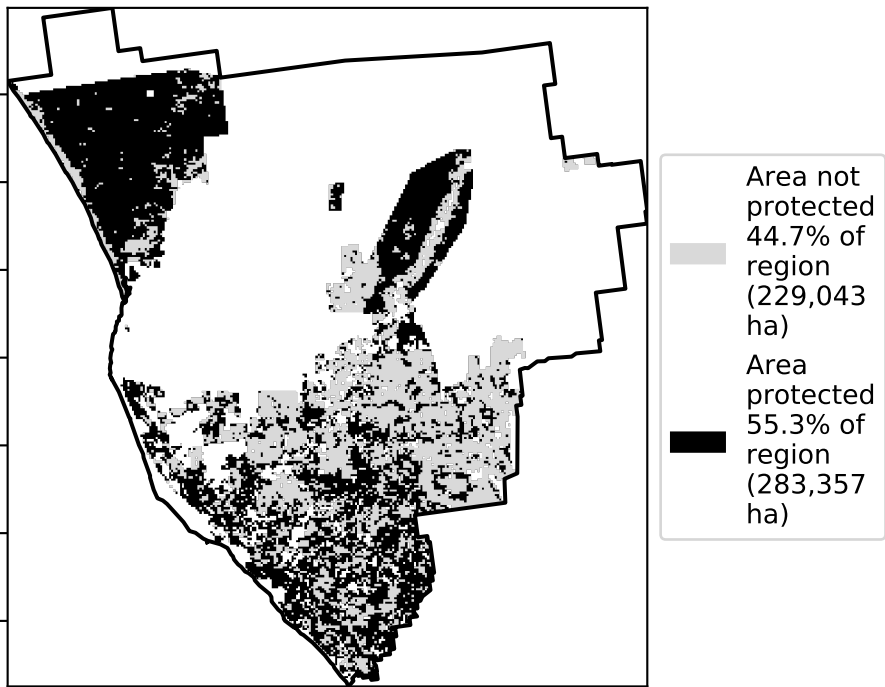 Area not
protected
44.7% of
region
(229,043
ha)
Area
protected
55.3% of
region
(283,357
ha)